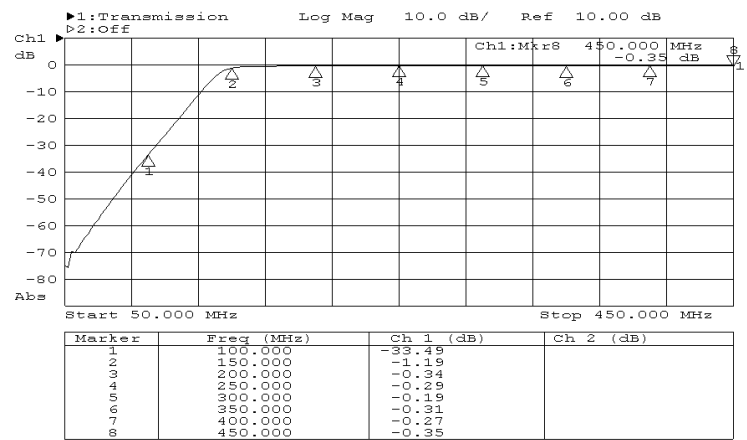 ▶1:Transmission Log Mag 10.0 dB/ Ref 10.00 dB
▷2:Off
Ch1 ▶
dB
Ch1:Mkr8 450.000 MHz
-0.35 dB
8
1
0
-10
-20
-30
-40
-50
-60
-70
-80
Abs
1 2 3 4 5 6 7
Start 50.000 MHz Stop 450.000 MHz
Marker Freq (MHz) Ch 1 (dB) Ch 2 (dB)
1 100.000 -33.49
2 150.000 -1.19
3 200.000 -0.34
4 250.000 -0.29
5 300.000 -0.19
6 350.000 -0.31
7 400.000 -0.27
8 450.000 -0.35